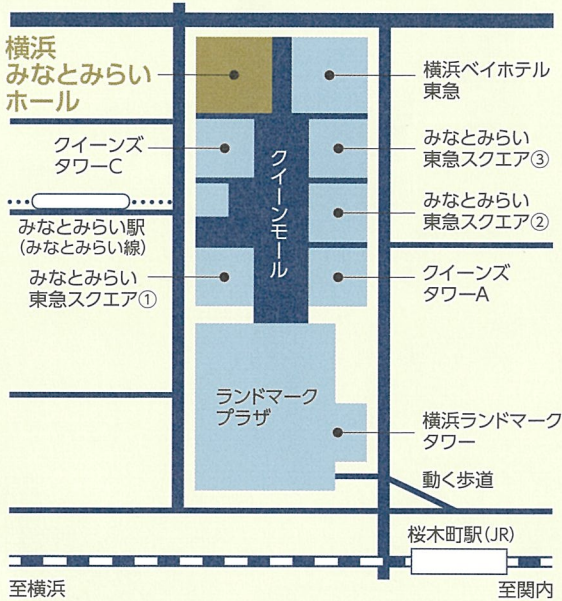 横浜
みなとみらい
ホール
横浜ベイホテル
東急
クイーンズ
タワーC
みなとみらい
東急スクエア③
クイーンモール
みなとみらい
東急スクエア②
みなとみらい駅
(みなとみらい線)
みなとみらい
東急スクエア①
クイーンズ
タワーA
ランドマーク
プラザ
横浜ランドマーク
タワー
動く歩道
桜木町駅(JR)
至横浜
至関内